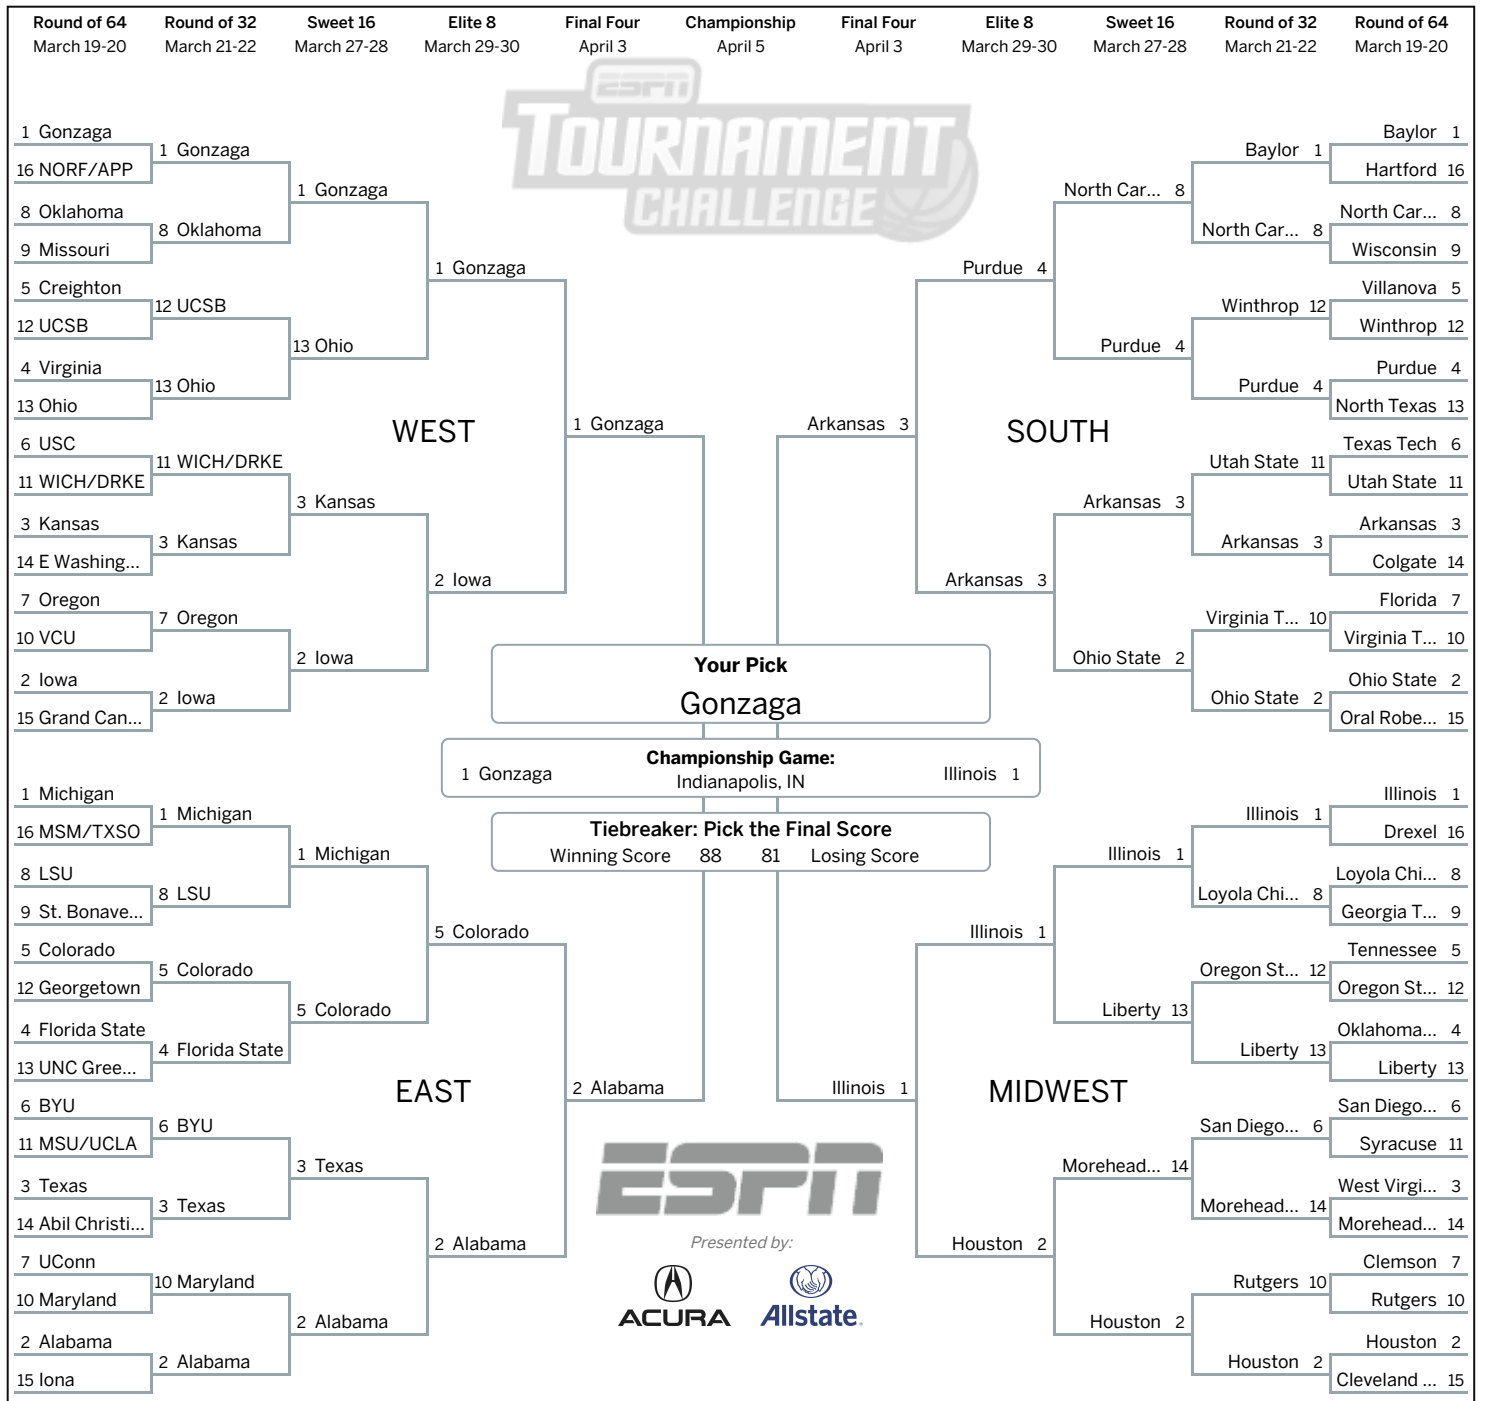 Round of 64 Round of 32 Sweet 16 Elite 8 Final Four Championship Final Four Elite 8 Sweet 16 Round of 32 Round of 64
March 19-20 March 21-22 March 27-28 March 29-30 April 3 April 5 April 3 March 29-30 March 27-28 March 21-22 March 19-20
ESPN
TOURNAMENT
CHALLENGE
1 Gonzaga
16 NORF/APP
8 Oklahoma
9 Missouri
5 Creighton
12 UCSB
4 Virginia
13 Ohio
6 USC
11 WICH/DRKE
3 Kansas
14 E Washing...
7 Oregon
10 VCU
2 Iowa
15 Grand Can...
1 Gonzaga
8 Oklahoma
12 UCSB
13 Ohio
11 WICH/DRKE
3 Kansas
7 Oregon
2 Iowa
1 Gonzaga
13 Ohio
3 Kansas
2 Iowa
1 Gonzaga
2 Iowa
1 Gonzaga
WEST
1 Michigan
16 MSM/TXSO
8 LSU
9 St. Bonave...
5 Colorado
12 Georgetown
4 Florida State
13 UNC Gree...
6 BYU
11 MSU/UCLA
3 Texas
14 Abil Christi...
7 UConn
10 Maryland
2 Alabama
15 Iona
1 Michigan
8 LSU
5 Colorado
4 Florida State
6 BYU
3 Texas
10 Maryland
2 Alabama
1 Michigan
5 Colorado
3 Texas
2 Alabama
5 Colorado
2 Alabama
2 Alabama
EAST
Your Pick
Gonzaga
Championship Game:
1 Gonzaga Indianapolis, IN Illinois 1
Tiebreaker: Pick the Final Score
Winning Score 88 81 Losing Score
Arkansas 3
Purdue 4
Arkansas 3
North Car... 8
Purdue 4
Arkansas 3
Ohio State 2
Baylor 1
North Car... 8
Winthrop 12
Purdue 4
Utah State 11
Arkansas 3
Virginia T... 10
Ohio State 2
Baylor 1
Hartford 16
North Car... 8
Wisconsin 9
Villanova 5
Winthrop 12
Purdue 4
North Texas 13
Texas Tech 6
Utah State 11
Arkansas 3
Colgate 14
Florida 7
Virginia T... 10
Ohio State 2
Oral Robe... 15
SOUTH
Illinois 1
Illinois 1
Houston 2
Illinois 1
Liberty 13
Morehead... 14
Houston 2
Illinois 1
Loyola Chi... 8
Oregon St... 12
Liberty 13
San Diego... 6
Morehead... 14
Rutgers 10
Houston 2
Illinois 1
Drexel 16
Loyola Chi... 8
Georgia T... 9
Tennessee 5
Oregon St... 12
Oklahoma... 4
Liberty 13
San Diego... 6
Syracuse 11
West Virgi... 3
Morehead... 14
Clemson 7
Rutgers 10
Houston 2
Cleveland ... 15
MIDWEST
ESPN
Presented by:
ACURA Allstate.